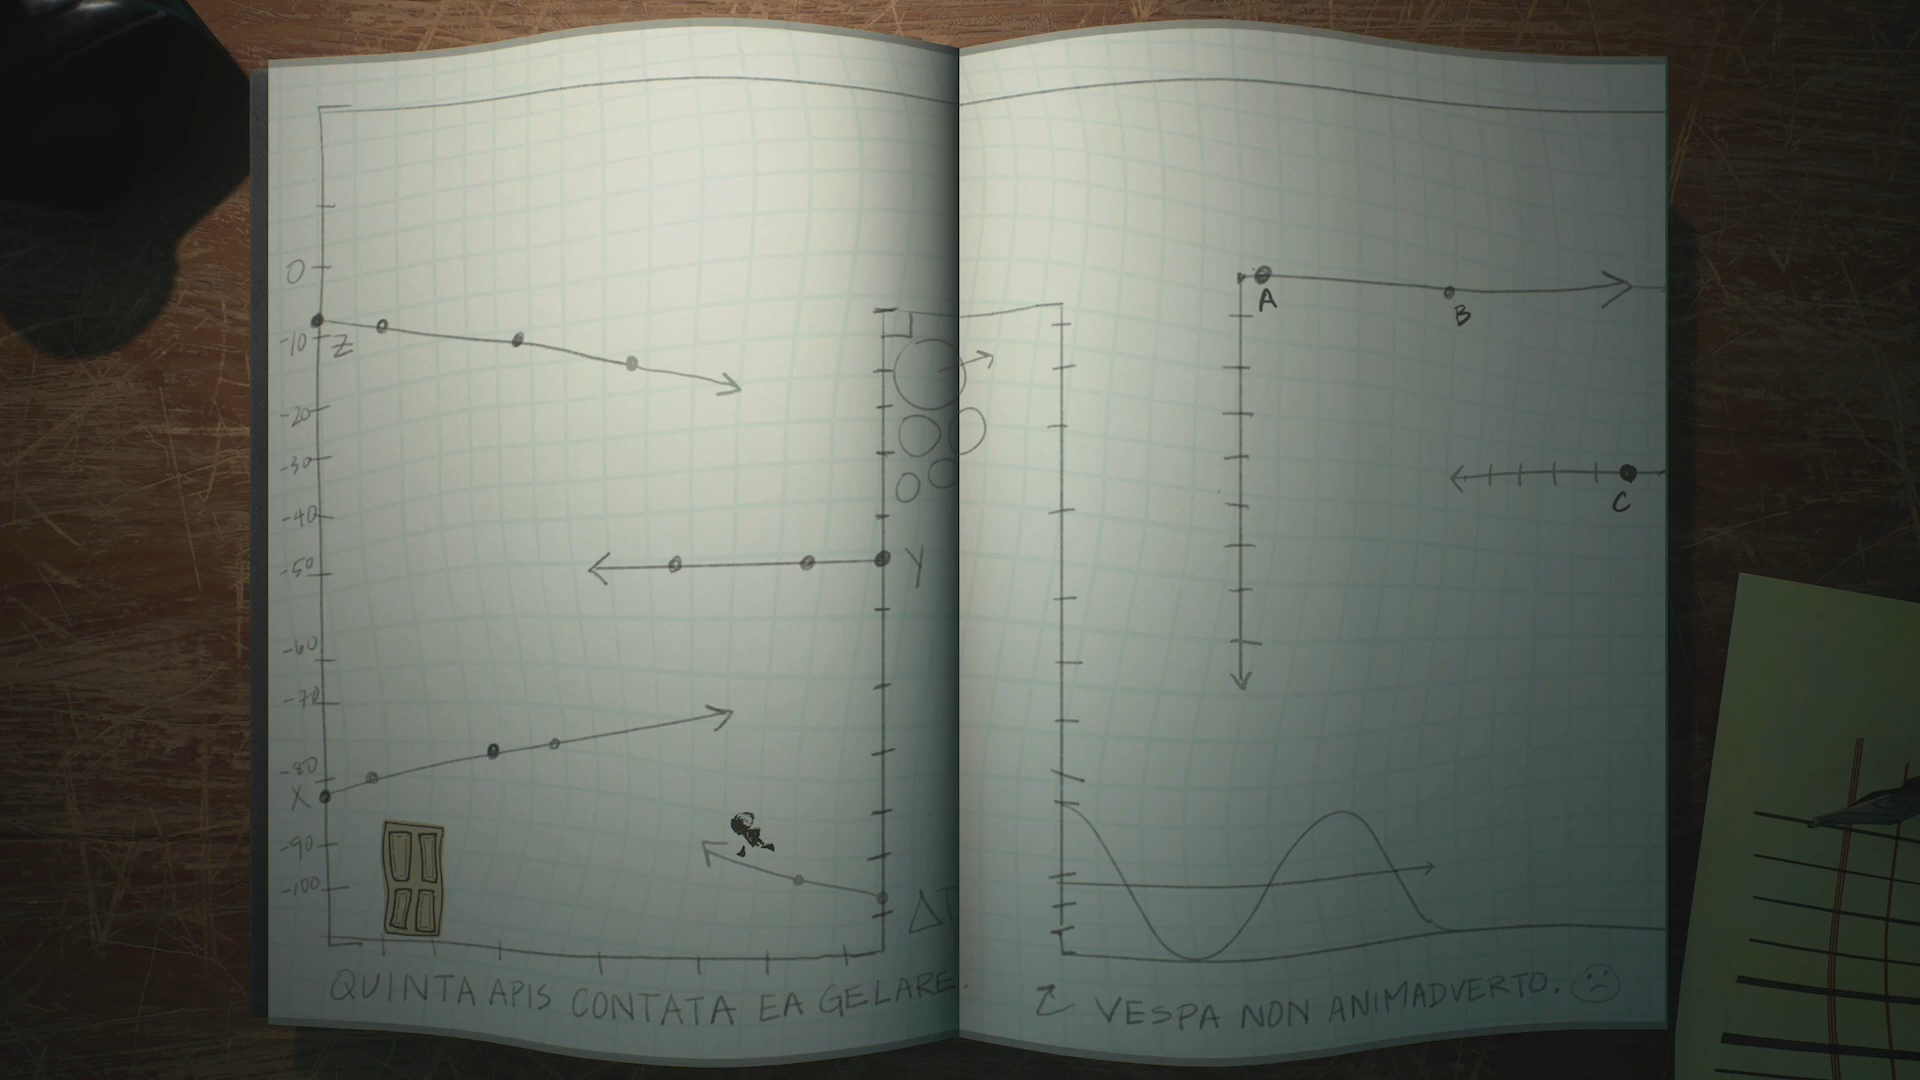 0
-10
Z
-20
-30
-40
-50
Y
-60
-70
-80
X
-90
-100
ΔT
A
B
C
QUINTA APIS CONTATA EA GELARE.
Z VESPA NON ANIMADVERTO.